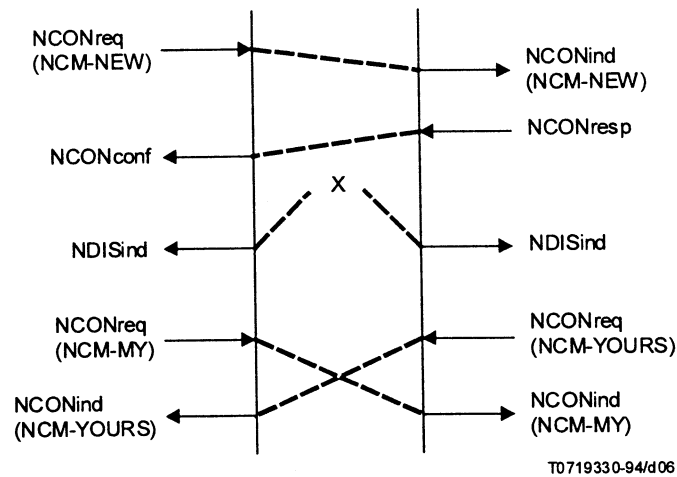 NCONreq
(NCM-NEW)
NCONind
(NCM-NEW)
NCONresp
NCONconf
X
NDISind
NDISind
NCONreq
(NCM-MY)
NCONreq
(NCM-YOURS)
NCONind
(NCM-YOURS)
NCONind
(NCM-MY)
T0719330-94/d06